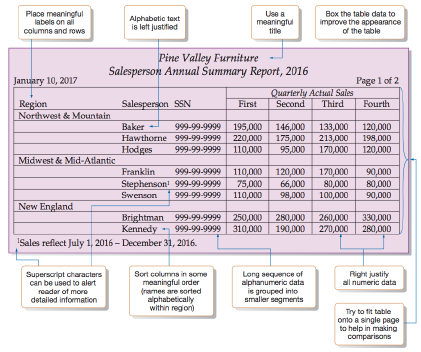 Place meaningful
labels on all
columns and rows
Alphabetic text
is left justified
Use a
meaningful
title
Box the table data to
improve the appearance
of the table
Pine Valley Furniture
Salesperson Annual Summary Report, 2016
January 10, 2017 Page 1 of 2
Quarterly Actual Sales
Region Salesperson SSN First Second Third Fourth
Northwest & Mountain
Baker 999-99-9999 195,000 146,000 133,000 120,000
Hawthorne 999-99-9999 220,000 175,000 213,000 198,000
Hodges 999-99-9999 110,000 95,000 170,000 120,000
Midwest & Mid-Atlantic
Franklin 999-99-9999 110,000 120,000 170,000 90,000
Stephenson¹ 999-99-9999 75,000 66,000 80,000 80,000
Swenson 999-99-9999 110,000 98,000 100,000 90,000
New England
Brightman 999-99-9999 250,000 280,000 260,000 330,000
Kennedy 999-99-9999 310,000 190,000 270,000 280,000
¹Sales reflect July 1, 2016 – December 31, 2016.
Superscript characters
can be used to alert
reader of more
detailed information
Sort columns in some
meaningful order
(names are sorted
alphabetically
within region)
Long sequence of
alphanumeric data
is grouped into
smaller segments
Right justify
all numeric data
Try to fit table
onto a single page
to help in making
comparisons